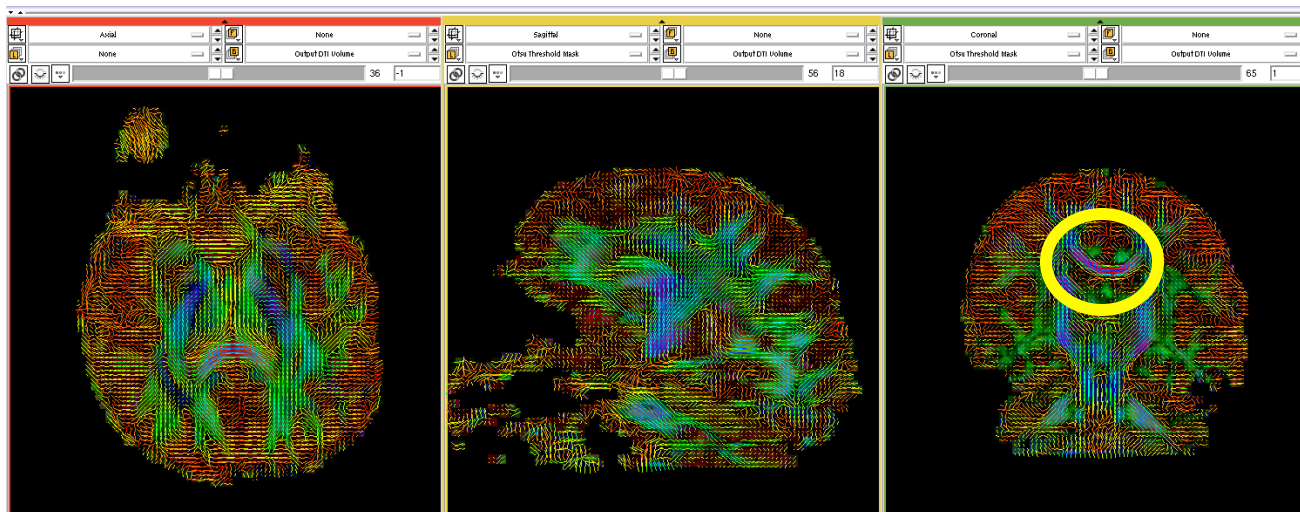 Axial None Sagittal None Coronal None
None Output DTI Volume Otsu Threshold Mask Output DTI Volume Otsu Threshold Mask Output DTI Volume
36 -1 56 18 65 1